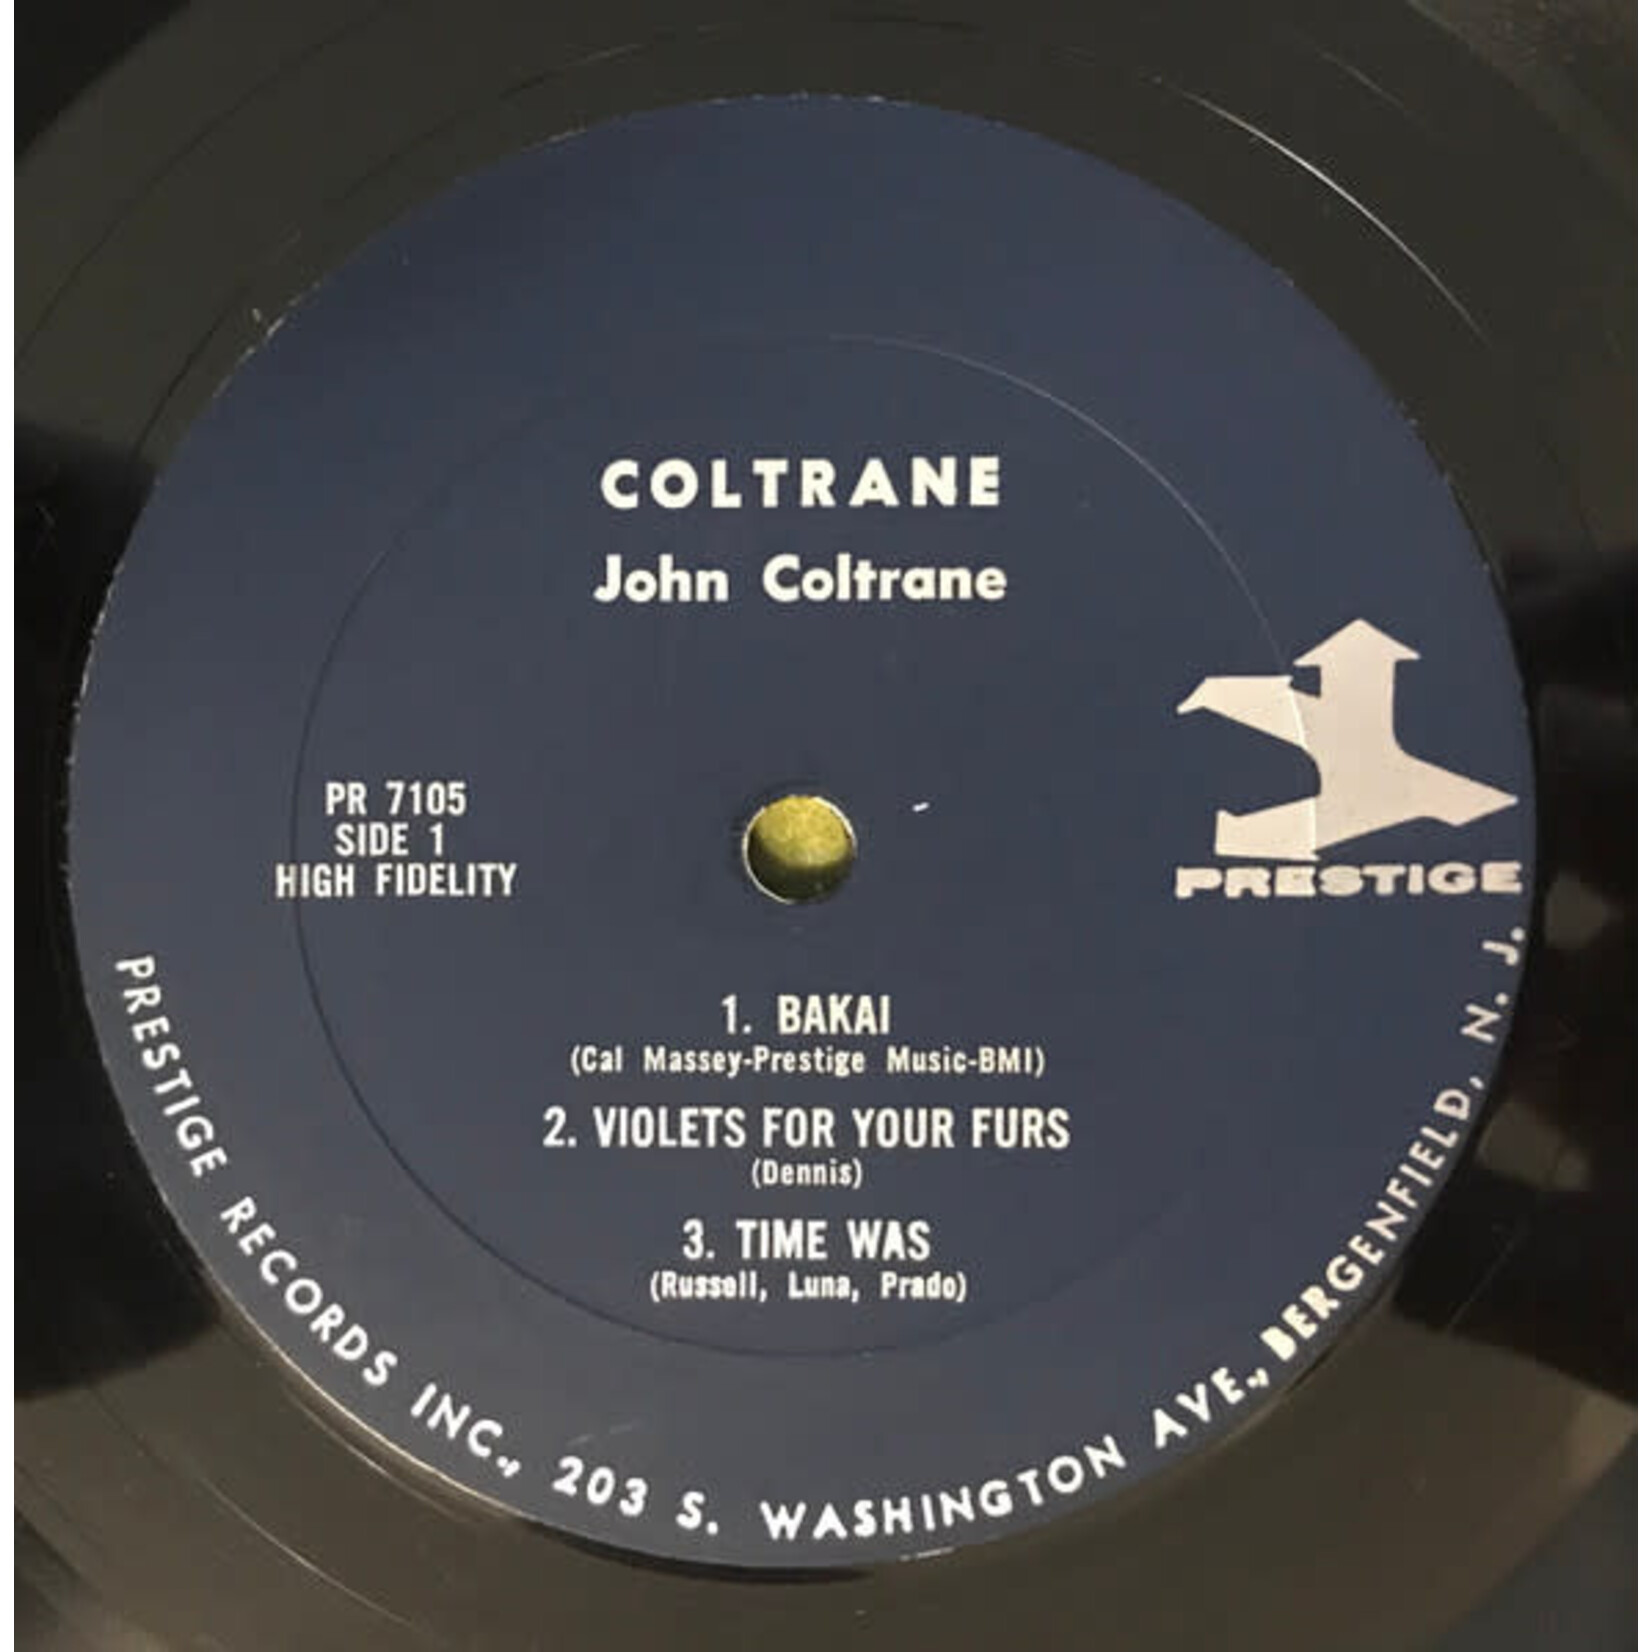 COLTRANE
John Coltrane
PRESTIGE
PR 7105
SIDE 1
HIGH FIDELITY
1. BAKAI
(Cal Massey-Prestige Music-BMI)
2. VIOLETS FOR YOUR FURS
(Dennis)
3. TIME WAS
(Russell, Luna, Prado)
PRESTIGE RECORDS INC., 203 S. WASHINGTON AVE., BERGENFIELD, N. J.